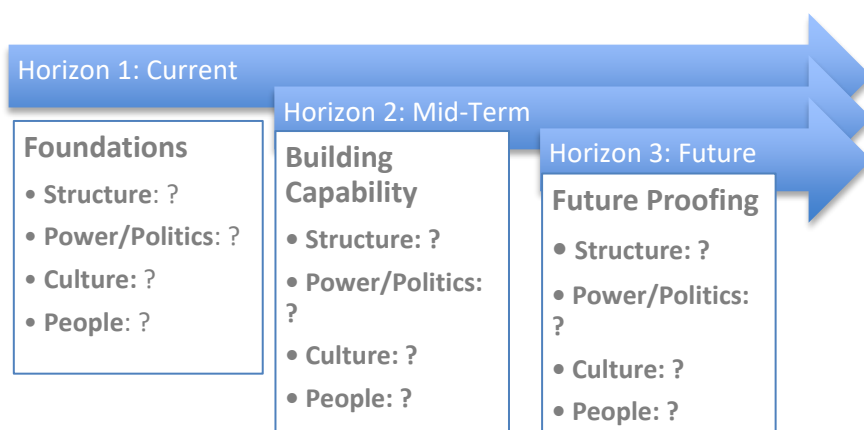 Horizon 1: Current
Foundations
• Structure: ?
• Power/Politics: ?
• Culture: ?
• People: ?
Horizon 2: Mid-Term
Building
Capability
• Structure: ?
• Power/Politics:
?
• Culture: ?
• People: ?
Horizon 3: Future
Future Proofing
• Structure: ?
• Power/Politics:
?
• Culture: ?
• People: ?